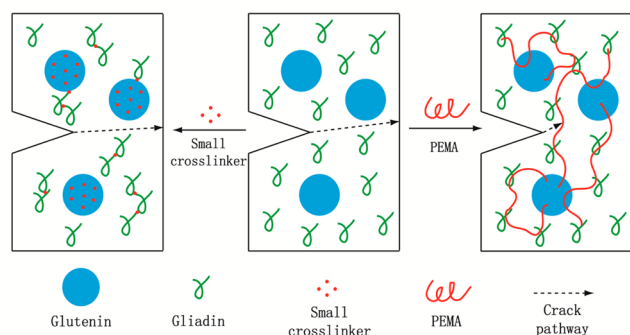 Small
crosslinker
PEMA
Glutenin
Gliadin
Small
crosslinker
PEMA
Crack
pathway